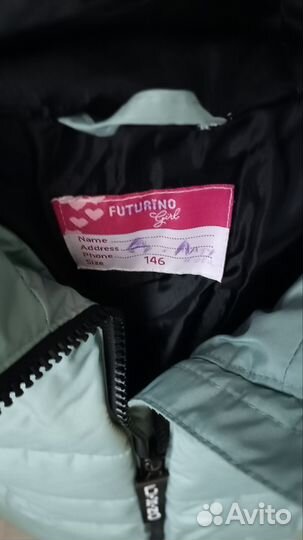 FUTURINO
Girl
Name
Address
Phone
Size 146
Avito